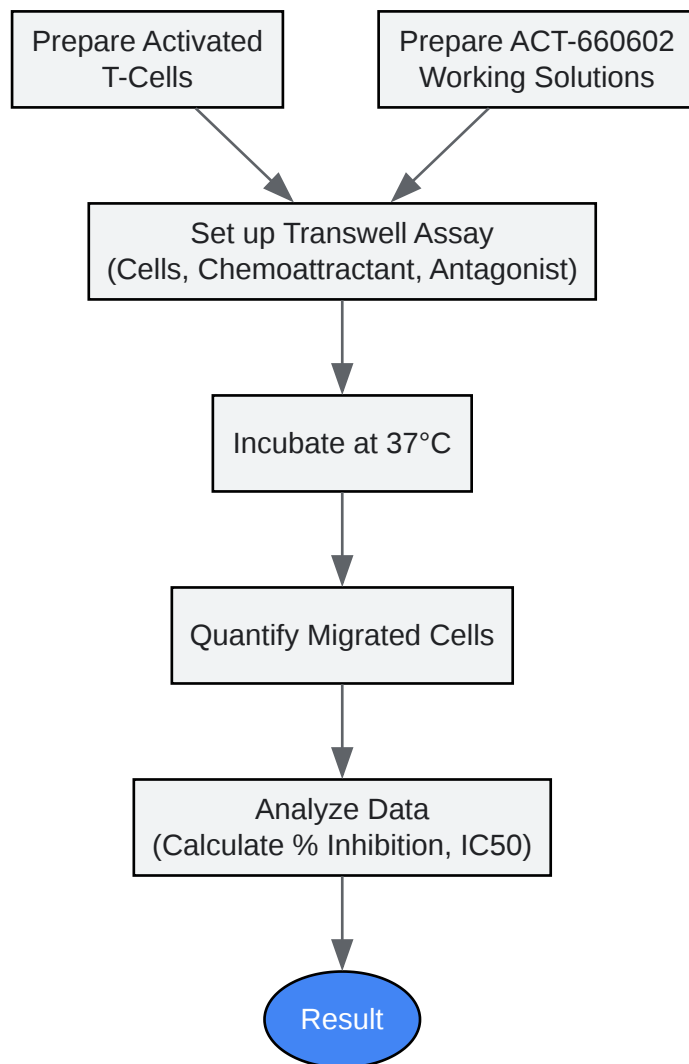 Prepare Activated
T-Cells
Prepare ACT-660602
Working Solutions
Set up Transwell Assay
(Cells, Chemoattractant, Antagonist)
Incubate at 37°C
Quantify Migrated Cells
Analyze Data
(Calculate % Inhibition, IC50)
Result